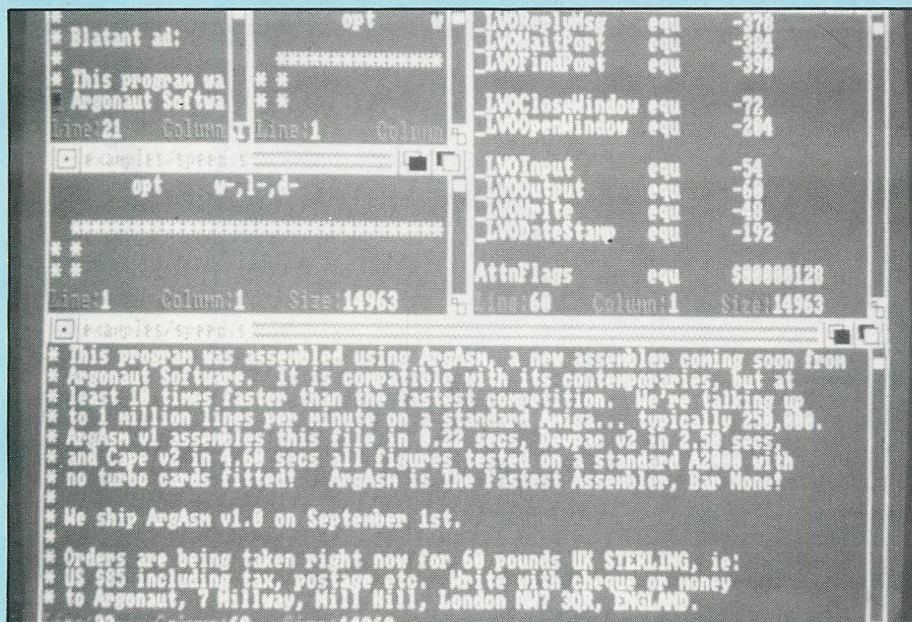 * Blatant ad:
*
* This program wa
* Argonaut Softwa
Line:21 Column
opt w
**************
* *
* *
Line:1 Column
_LVOReplyMsg equ -378
_LVOWaitPort equ -384
_LVOFindPort equ -390
_LVOCloseWindow equ -72
_LVOOpenWindow equ -204
_LVOInput equ -54
_LVOOutput equ -60
_LVOWrite equ -48
_LVODateStamp equ -192
AttnFlags equ $00000128
Line:60 Column:1 Size:14963
examples/speed.s
opt w-,l-,d-
********************************
* *
* *
Line:1 Column:1 Size:14963
examples/speed.s
* This program was assembled using ArgAsm, a new assembler coming soon from
* Argonaut Software. It is compatible with its contemporaries, but at
* least 10 times faster than the fastest competition. We're talking up
* to 1 million lines per minute on a standard Amiga... typically 250,000.
* ArgAsm v1 assembles this file in 0.22 secs, Devpac v2 in 2.50 secs,
* and Cape v2 in 4.60 secs all figures tested on a standard A2000 with
* no turbo cards fitted! ArgAsm is The Fastest Assembler, Bar None!
*
* We ship ArgAsm v1.0 on September 1st.
*
* Orders are being taken right now for 60 pounds UK STERLING, ie:
* US $85 including tax, postage etc. Write with cheque or money
* to Argonaut, 7 Millway, Mill Hill, London NW7 3QR, ENGLAND.